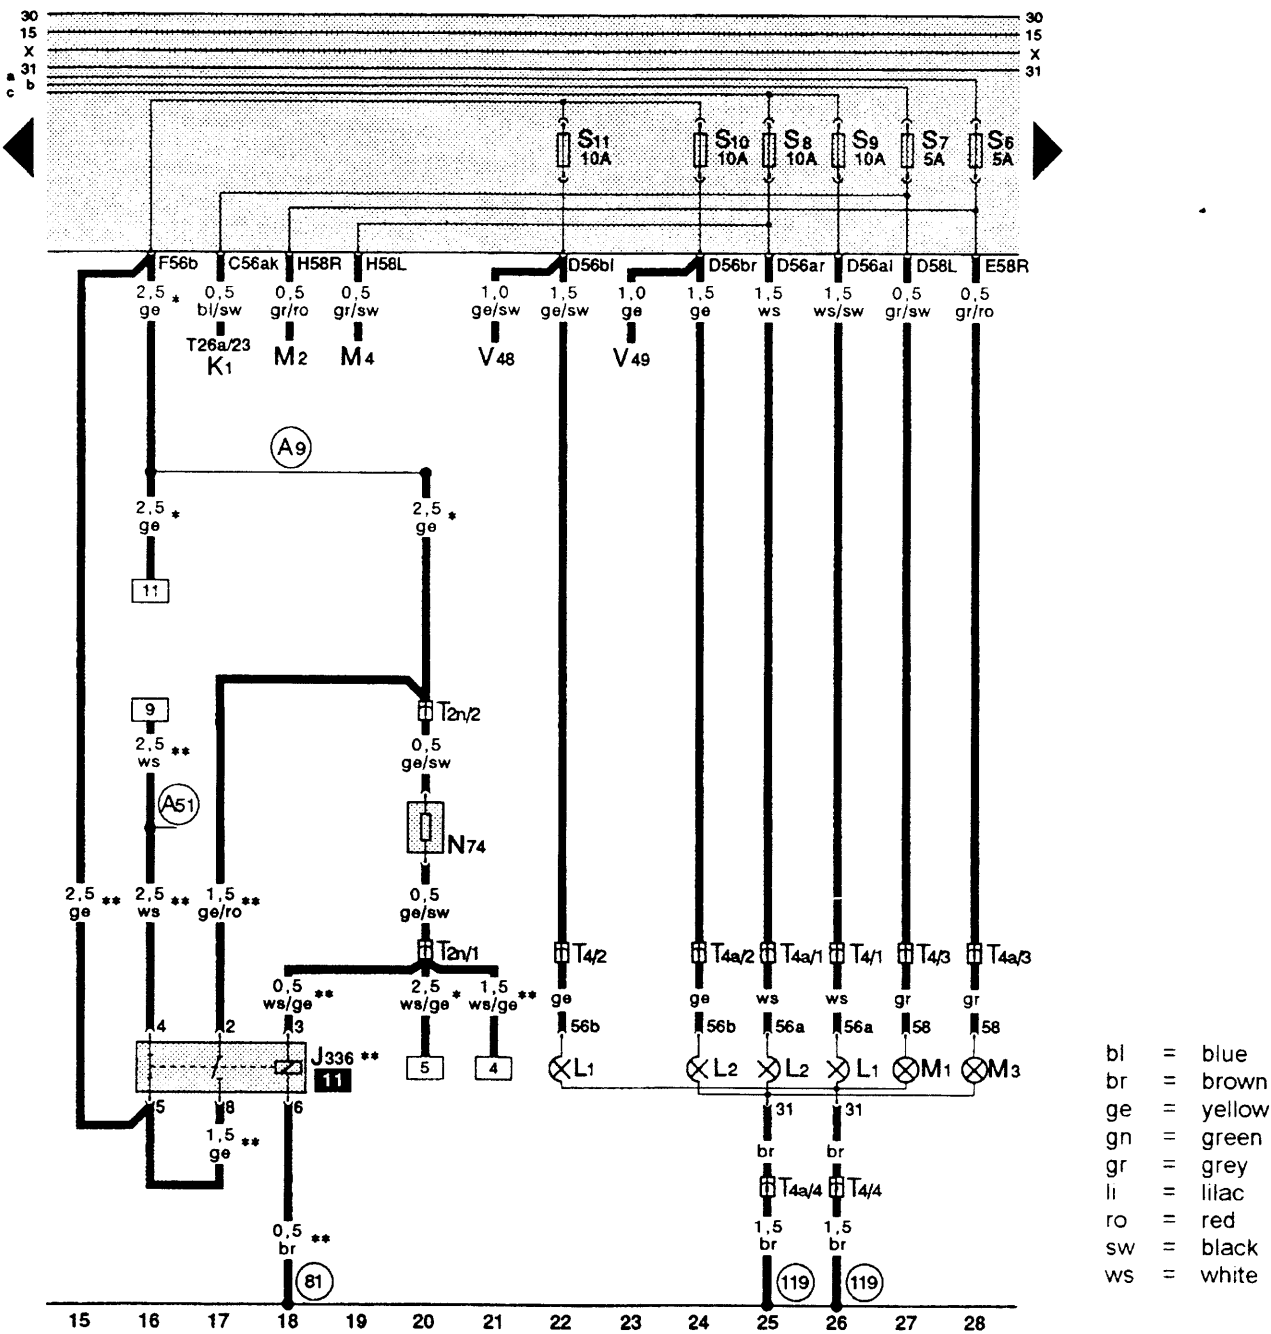 30 30
15 15
X X
31 31
a
b
c
S11 10A S10 10A S8 10A S9 10A S7 5A S6 5A
F56b C56ak H58R H58L D56bl D56br D56ar D56al D58L E58R
2,5 0,5 0,5 0,5 1,0 1,5 1,0 1,5 1,5 1,5 0,5 0,5
ge * bl/sw gr/ro gr/sw ge/sw ge/sw ge ge ws ws/sw gr/sw gr/ro
T26a/23
K1 M2 M4 V48 V49
A9
2,5 2,5
ge * ge *
11
9
T2n/2
2,5 0,5
ws ** ge/sw
A51
N74
2,5 2,5 1,5 0,5
ge ** ws ** ge/ro ** ge/sw
T2n/1 T4/2 T4a/2 T4a/1 T4/1 T4/3 T4a/3
0,5 2,5 1,5
ws/ge ** ws/ge * ws/ge ** ge ge ws ws gr gr
4 2 3 56b 56b 56a 56a 58 58
J336 **
11
5 4 L1 L2 L2 L1 M1 M3
5 8 6 31 31
1,5
ge **
br br
T4a/4 T4/4
0,5 1,5 1,5
br ** br br
81 119 119
15 16 17 18 19 20 21 22 23 24 25 26 27 28
bl = blue
br = brown
ge = yellow
gn = green
gr = grey
li = lilac
ro = red
sw = black
ws = white